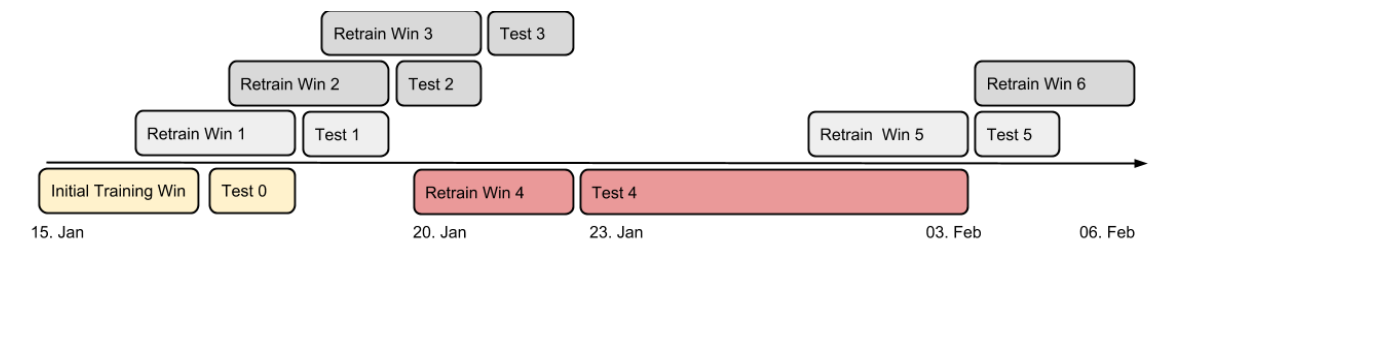 Retrain Win 3
Test 3
Retrain Win 2
Test 2
Retrain Win 6
Retrain Win 1
Test 1
Retrain  Win 5
Test 5
Initial Training Win
Test 0
Retrain Win 4
Test 4
15. Jan
20. Jan
23. Jan
03. Feb
06. Feb